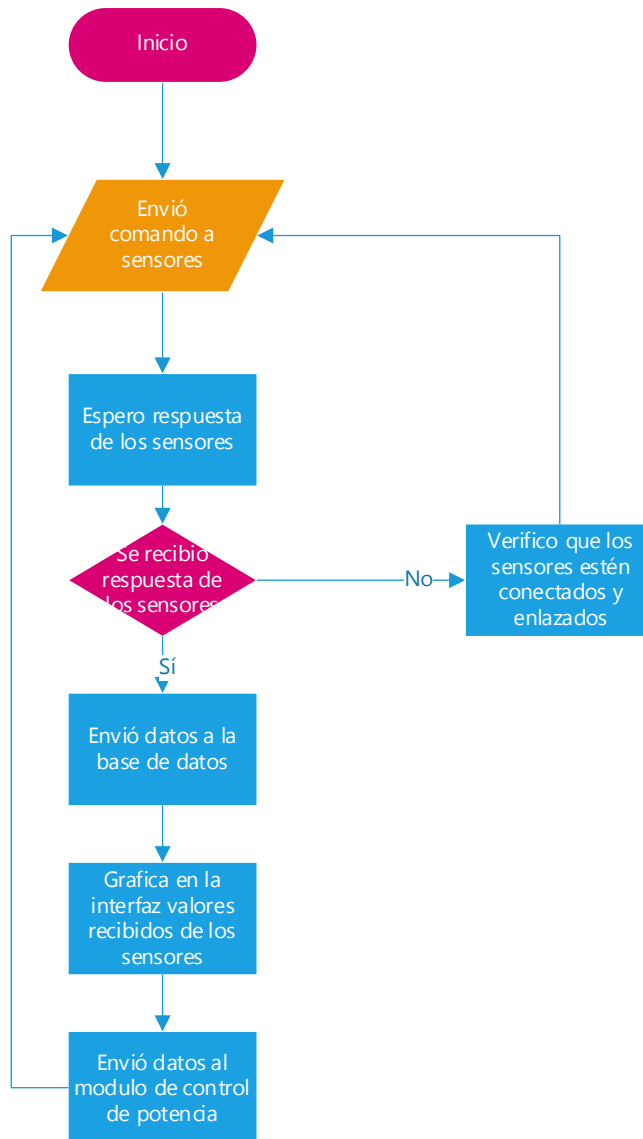 Inicio
Envió
comando a
sensores
Espero respuesta
de los sensores
Se recibio
respuesta de
los sensores
No
Verifico que los
sensores estén
conectados y
enlazados
Sí
Envió datos a la
base de datos
Grafica en la
interfaz valores
recibidos de los
sensores
Envió datos al
modulo de control
de potencia